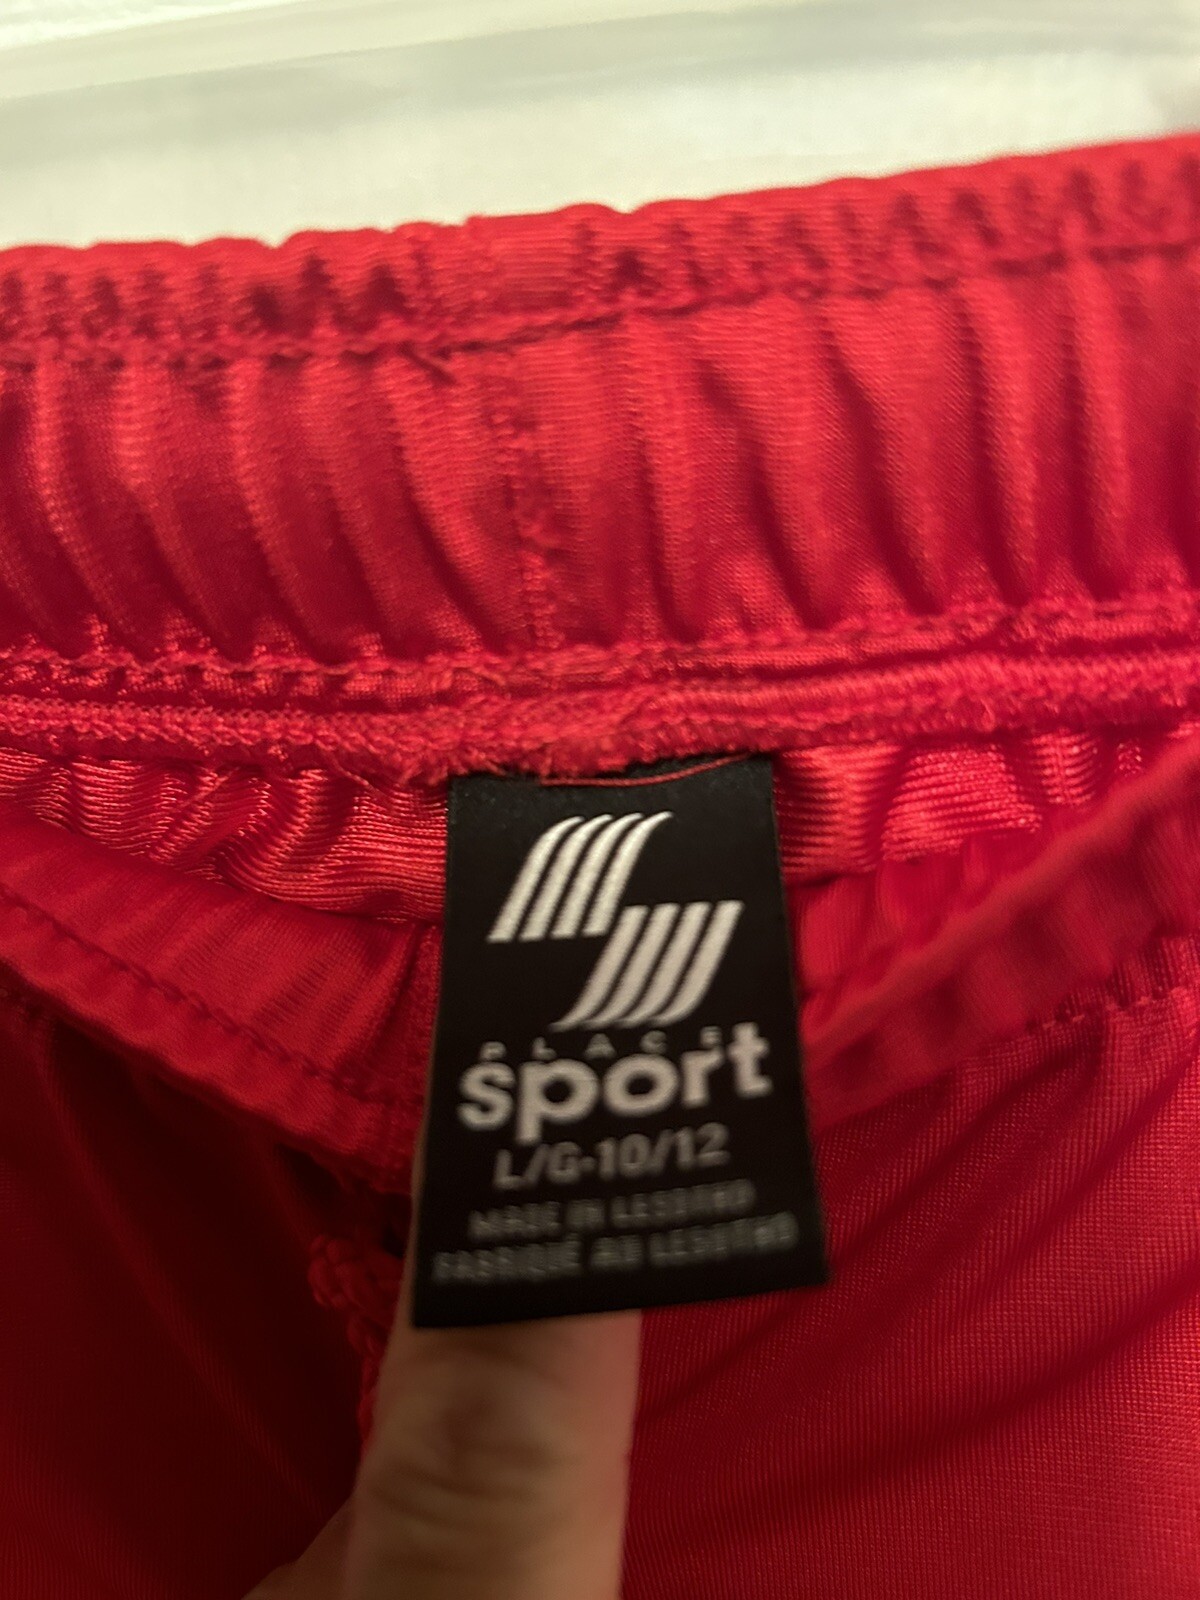 PLACE
sport
L/G-10/12
MADE IN LESOTHO
FABRIQUÉ AU LESOTHO